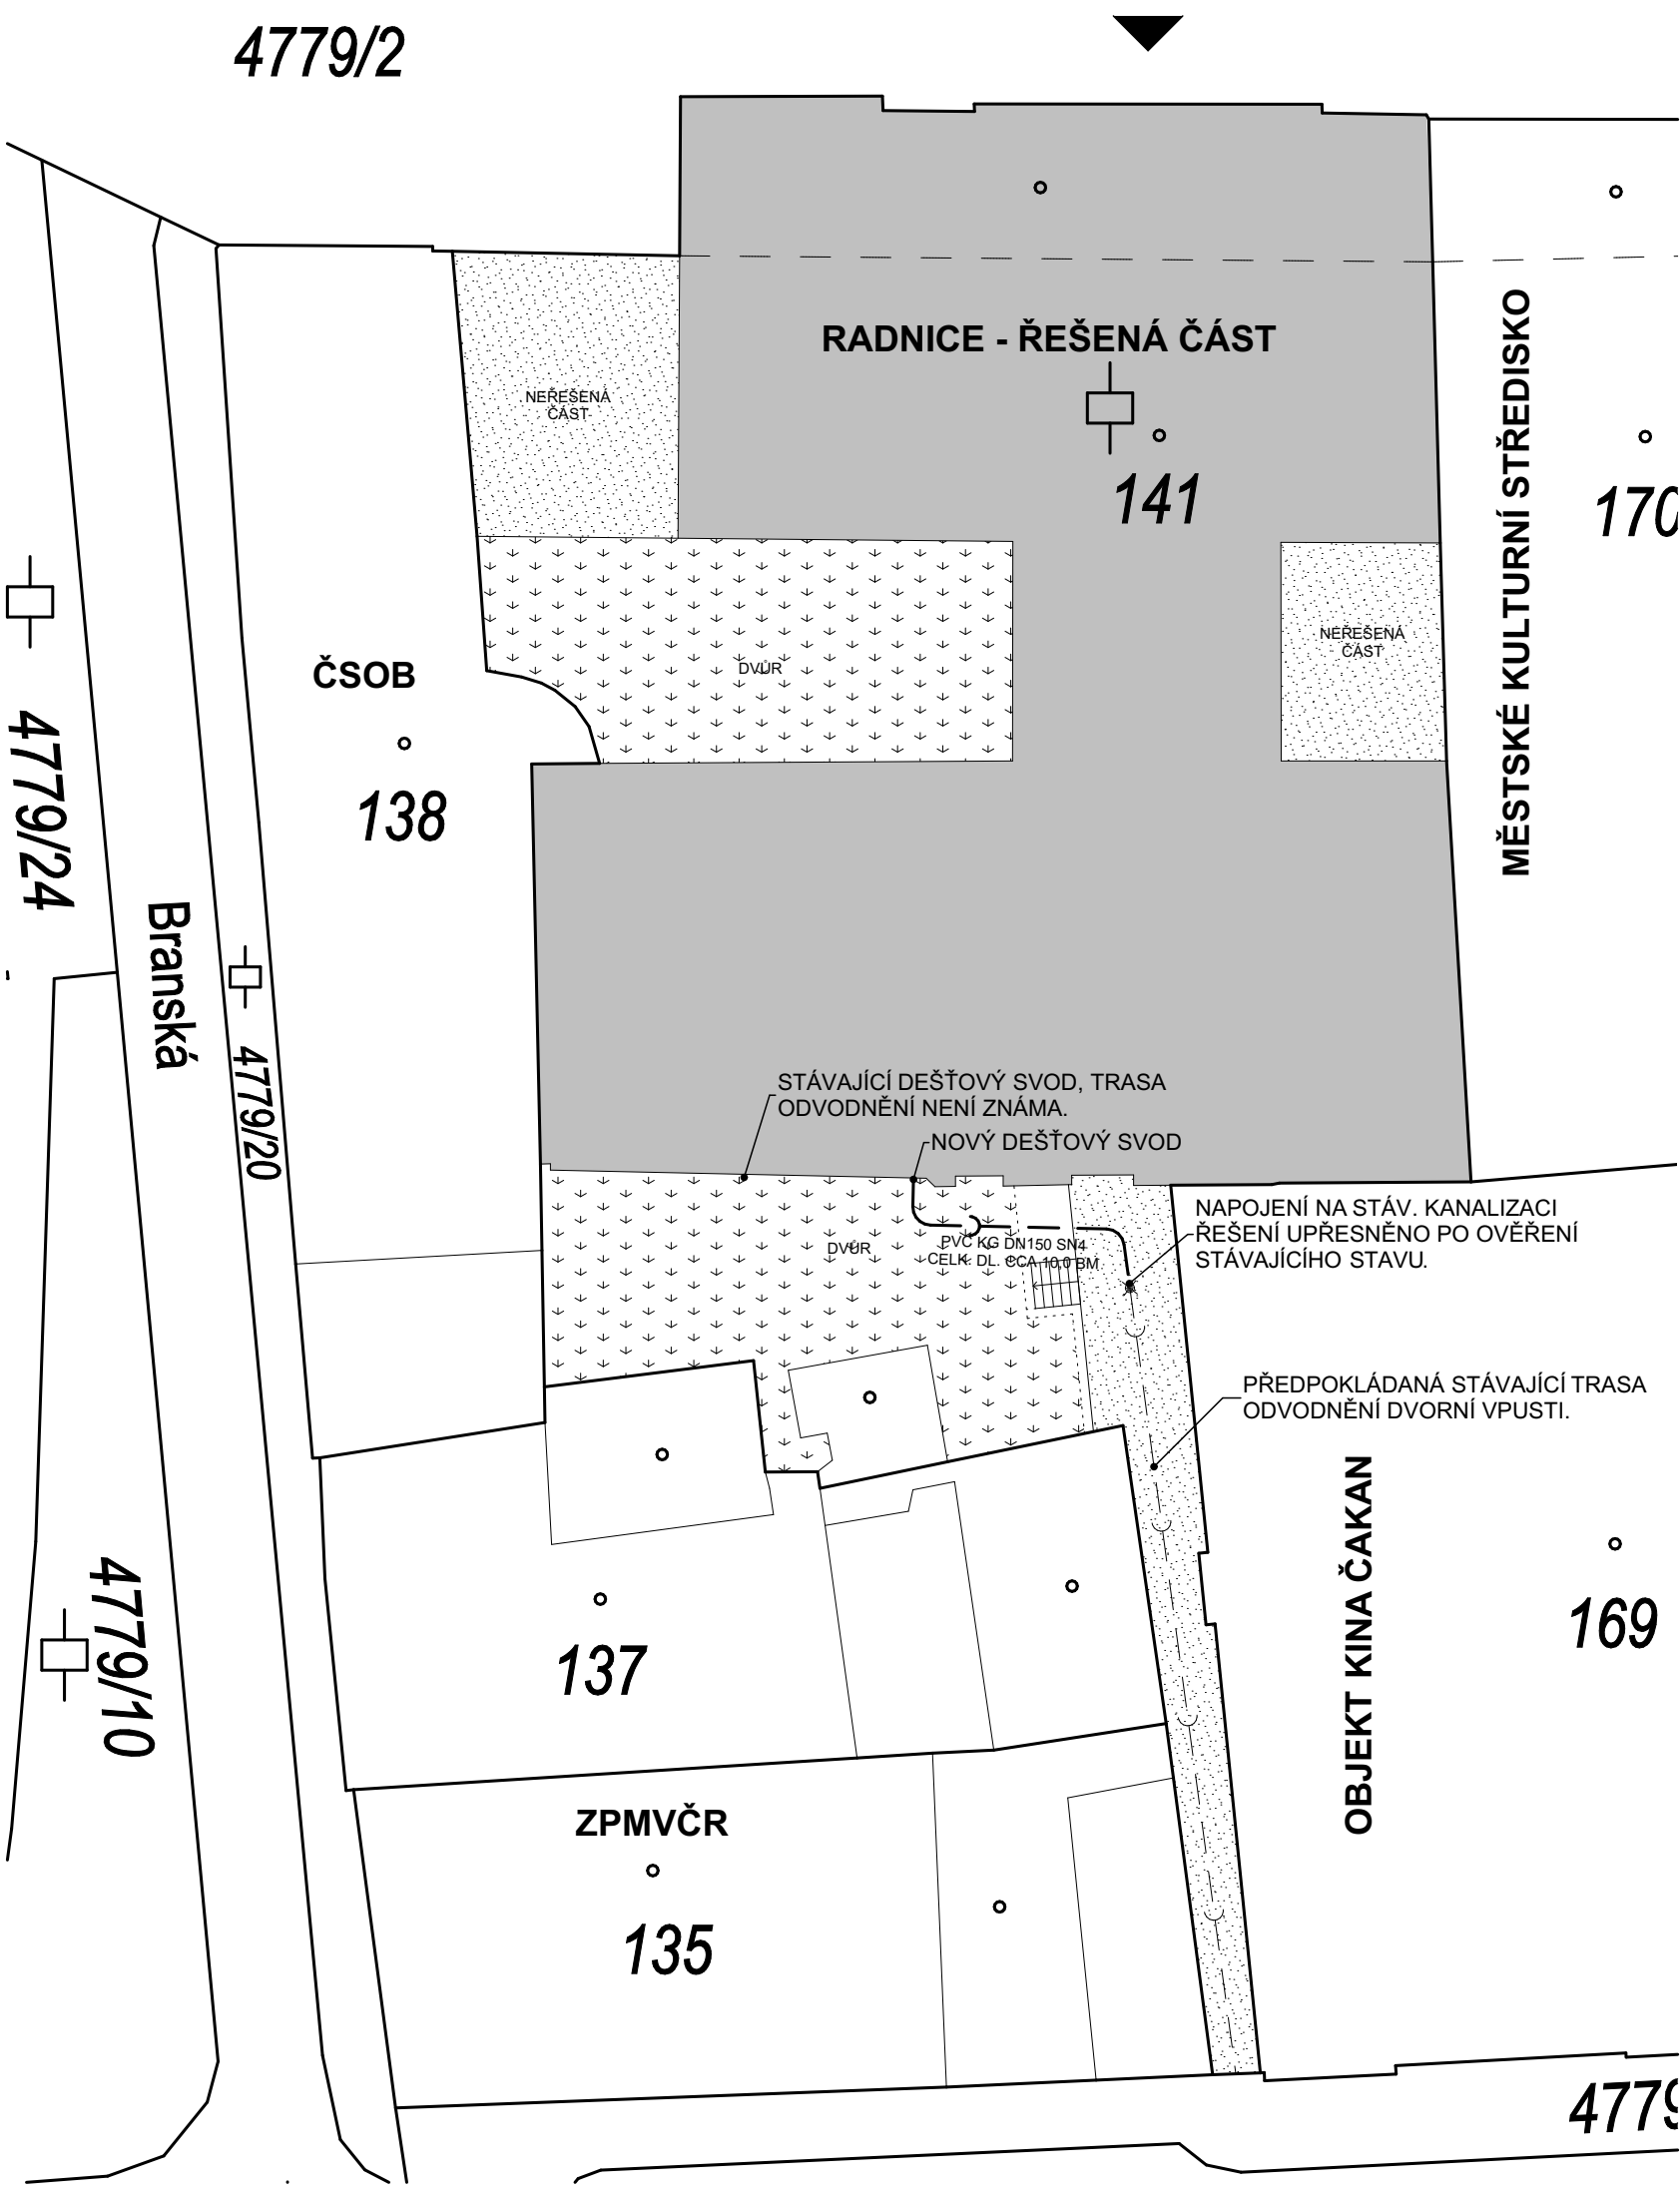 4779/2
RADNICE - ŘEŠENÁ ČÁST
NEŘEŠENÁ
ČÁST
141
170
MĚSTSKÉ KULTURNÍ STŘEDISKO
NEŘEŠENÁ
ČÁST
DVŮR
ČSOB
138
4779/24
Branská
4779/20
STÁVAJÍCÍ DEŠŤOVÝ SVOD, TRASA
ODVODNĚNÍ NENÍ ZNÁMA.
NOVÝ DEŠŤOVÝ SVOD
NAPOJENÍ NA STÁV. KANALIZACI
ŘEŠENÍ UPŘESNĚNO PO OVĚŘENÍ
STÁVAJÍCÍHO STAVU.
DVŮR
PVC KG DN150 SN4
CELK. DL. CCA 10,0 BM
PŘEDPOKLÁDANÁ STÁVAJÍCÍ TRASA
ODVODNĚNÍ DVORNÍ VPUSTI.
OBJEKT KINA ČAKAN
169
137
4779/10
ZPMVČR
135
4779